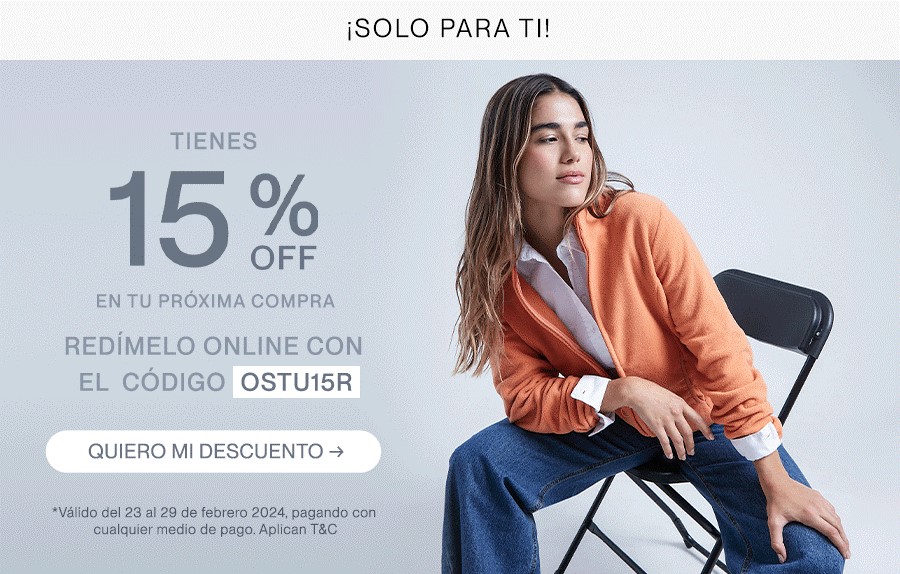 ¡SOLO PARA TI!
TIENES
15%
OFF
EN TU PRÓXIMA COMPRA
REDÍMELO ONLINE CON
EL CÓDIGO OSTU15R
QUIERO MI DESCUENTO →
*Válido del 23 al 29 de febrero 2024, pagando con
cualquier medio de pago. Aplican T&C